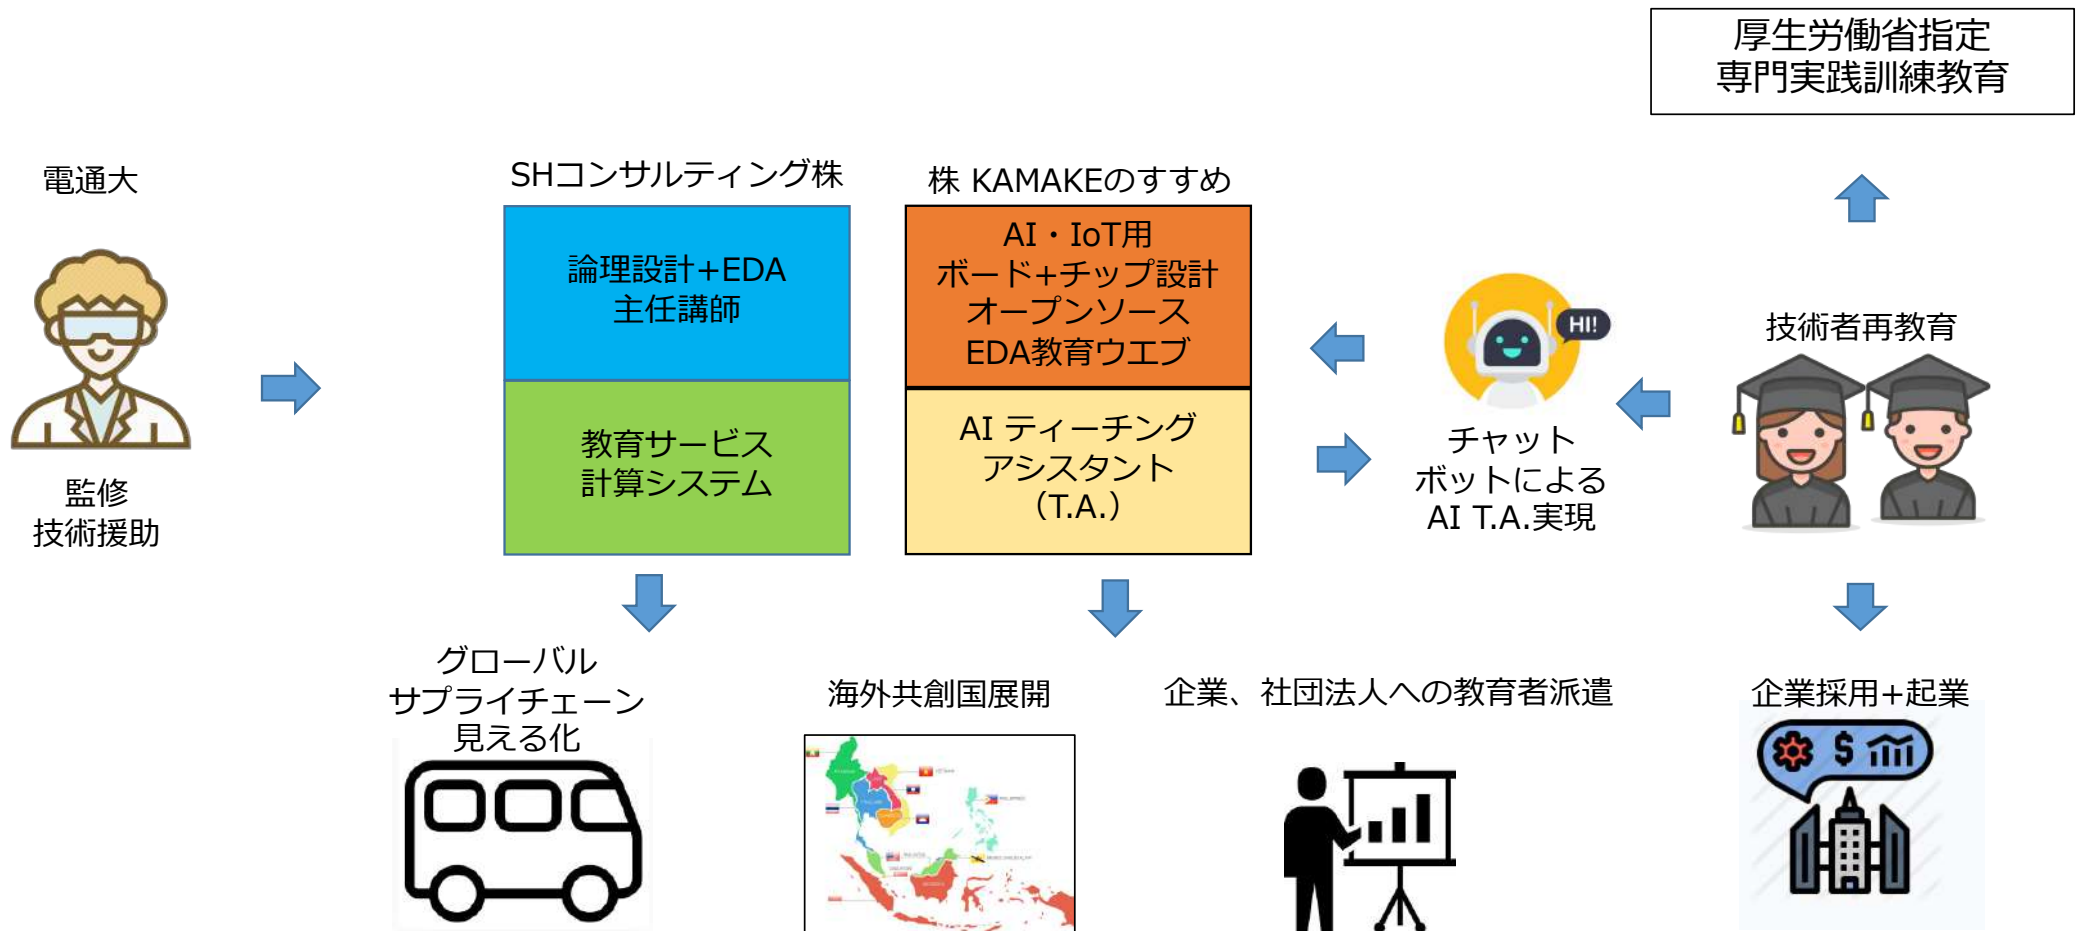 厚生労働省指定
専門実践訓練教育
電通大
監修
技術援助
SHコンサルティング株
論理設計+EDA
主任講師
教育サービス
計算システム
株 KAMAKEのすすめ
AI・IoT用
ボード+チップ設計
オープンソース
EDA教育ウエブ
AI ティーチング
アシスタント
（T.A.）
HI!
チャット
ボットによる
AI T.A.実現
技術者再教育
グローバル
サプライチェーン
見える化
海外共創国展開
企業、社団法人への教育者派遣
企業採用+起業
$